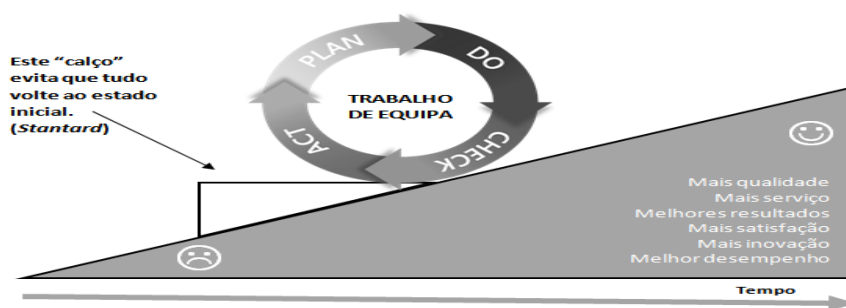 Este “calço”
evita que tudo
volte ao estado
inicial.
(Stantard)
PLAN
DO
CHECK
ACT
TRABALHO
DE EQUIPA
Mais qualidade
Mais serviço
Melhores resultados
Mais satisfação
Mais inovação
Melhor desempenho
Tempo